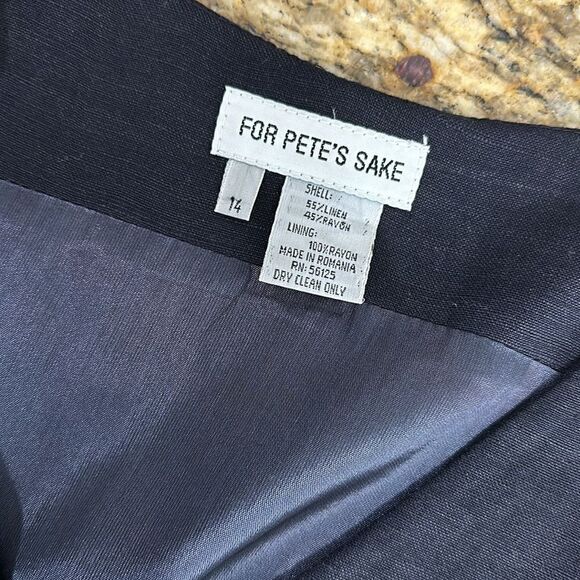 FOR PETE'S SAKE
14
SHELL:
55%LINEN
45%RAYON
LINING:
100%RAYON
MADE IN ROMANIA
RN: 56125
DRY CLEAN ONLY